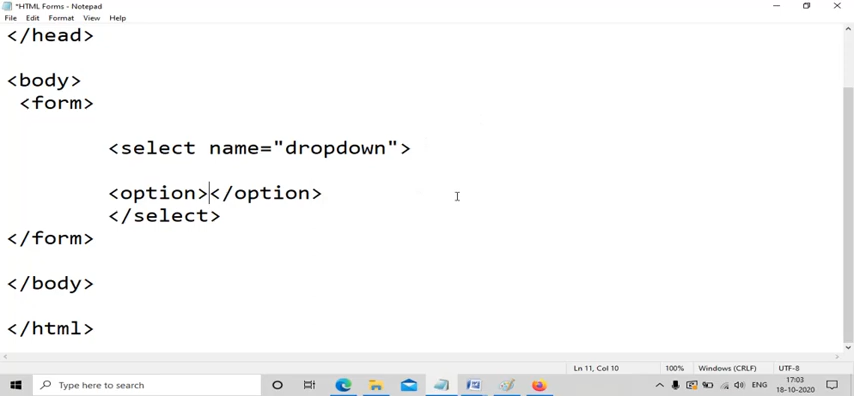 *HTML Forms - Notepad
File Edit Format View Help
</head>
<body>
<form>
<select name="dropdown">
<option></option>
</select>
</form>
</body>
</html>
Ln 11, Col 10 100% Windows (CRLF) UTF-8
Type here to search
ENG
17:03
18-10-2020